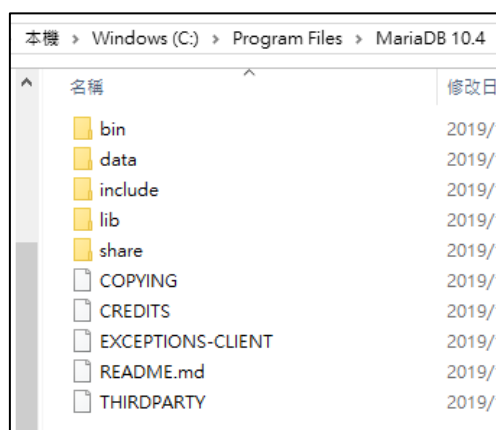 本機 > Windows (C:) > Program Files > MariaDB 10.4
名稱 修改日
bin 2019/
data 2019/
include 2019/
lib 2019/
share 2019/
COPYING 2019/
CREDITS 2019/
EXCEPTIONS-CLIENT 2019/
README.md 2019/
THIRDPARTY 2019/